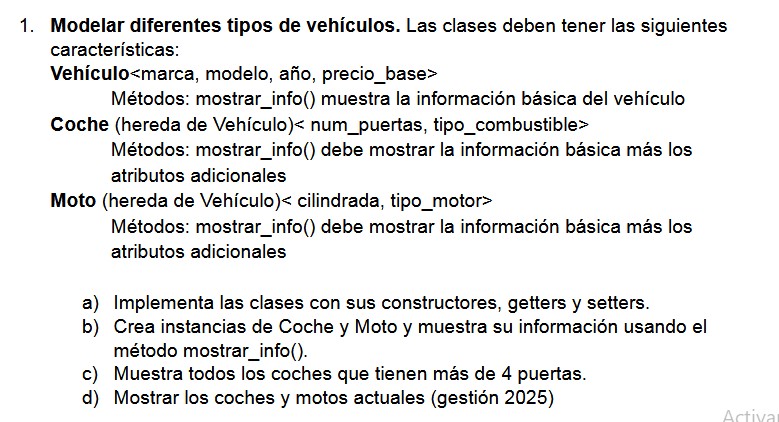 1. Modelar diferentes tipos de vehículos. Las clases deben tener las siguientes
características:
Vehículo<marca, modelo, año, precio_base>
Métodos: mostrar_info() muestra la información básica del vehículo
Coche (hereda de Vehículo)< num_puertas, tipo_combustible>
Métodos: mostrar_info() debe mostrar la información básica más los
atributos adicionales
Moto (hereda de Vehículo)< cilindrada, tipo_motor>
Métodos: mostrar_info() debe mostrar la información básica más los
atributos adicionales
a) Implementa las clases con sus constructores, getters y setters.
b) Crea instancias de Coche y Moto y muestra su información usando el
método mostrar_info().
c) Muestra todos los coches que tienen más de 4 puertas.
d) Mostrar los coches y motos actuales (gestión 2025)
Activa